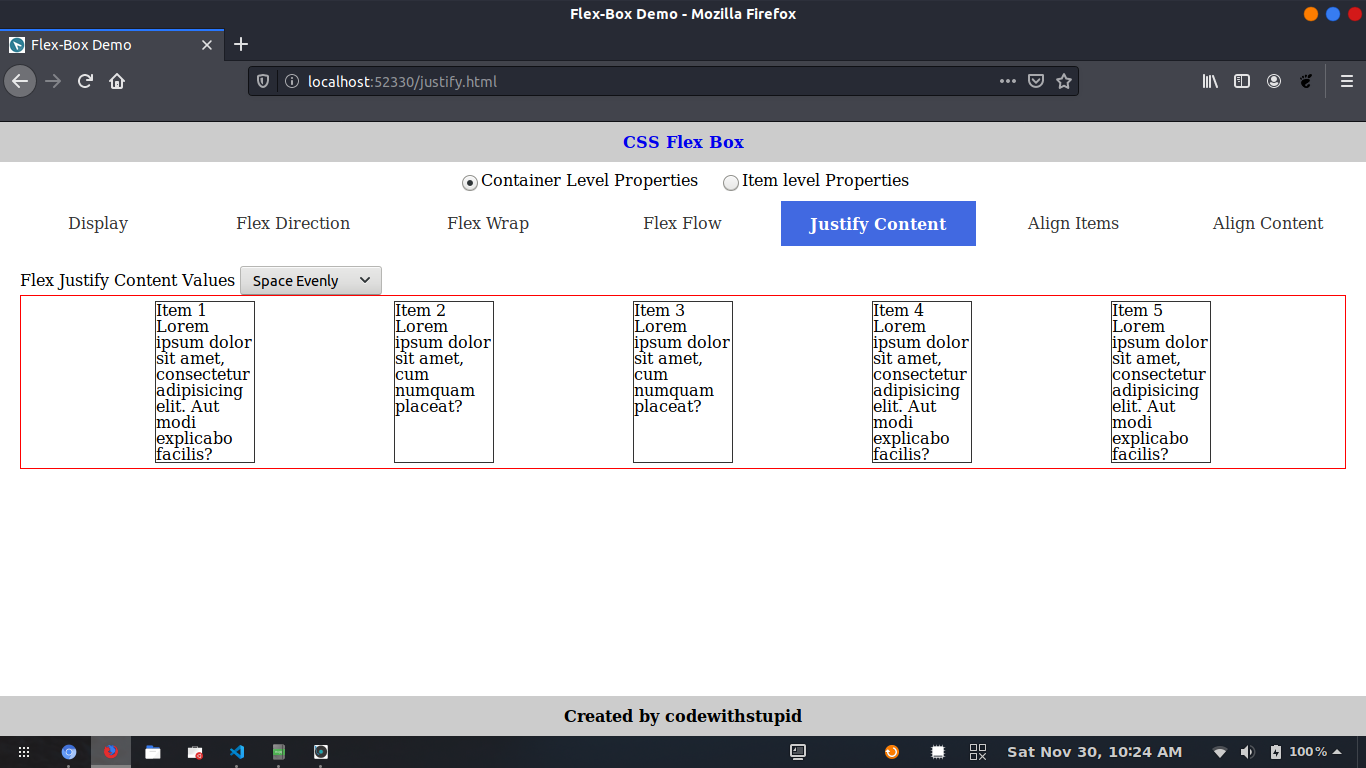 Flex-Box Demo - Mozilla Firefox
Flex-Box Demo
localhost:52330/justify.html
CSS Flex Box
Container Level Properties Item level Properties
Display Flex Direction Flex Wrap Flex Flow Justify Content Align Items Align Content
Flex Justify Content Values Space Evenly
Item 1
Lorem
ipsum dolor
sit amet,
consectetur
adipisicing
elit. Aut
modi
explicabo
facilis?
Item 2
Lorem
ipsum dolor
sit amet,
cum
numquam
placeat?
Item 3
Lorem
ipsum dolor
sit amet,
cum
numquam
placeat?
Item 4
Lorem
ipsum dolor
sit amet,
consectetur
adipisicing
elit. Aut
modi
explicabo
facilis?
Item 5
Lorem
ipsum dolor
sit amet,
consectetur
adipisicing
elit. Aut
modi
explicabo
facilis?
Created by codewithstupid
Sat Nov 30, 10:24 AM 100 %